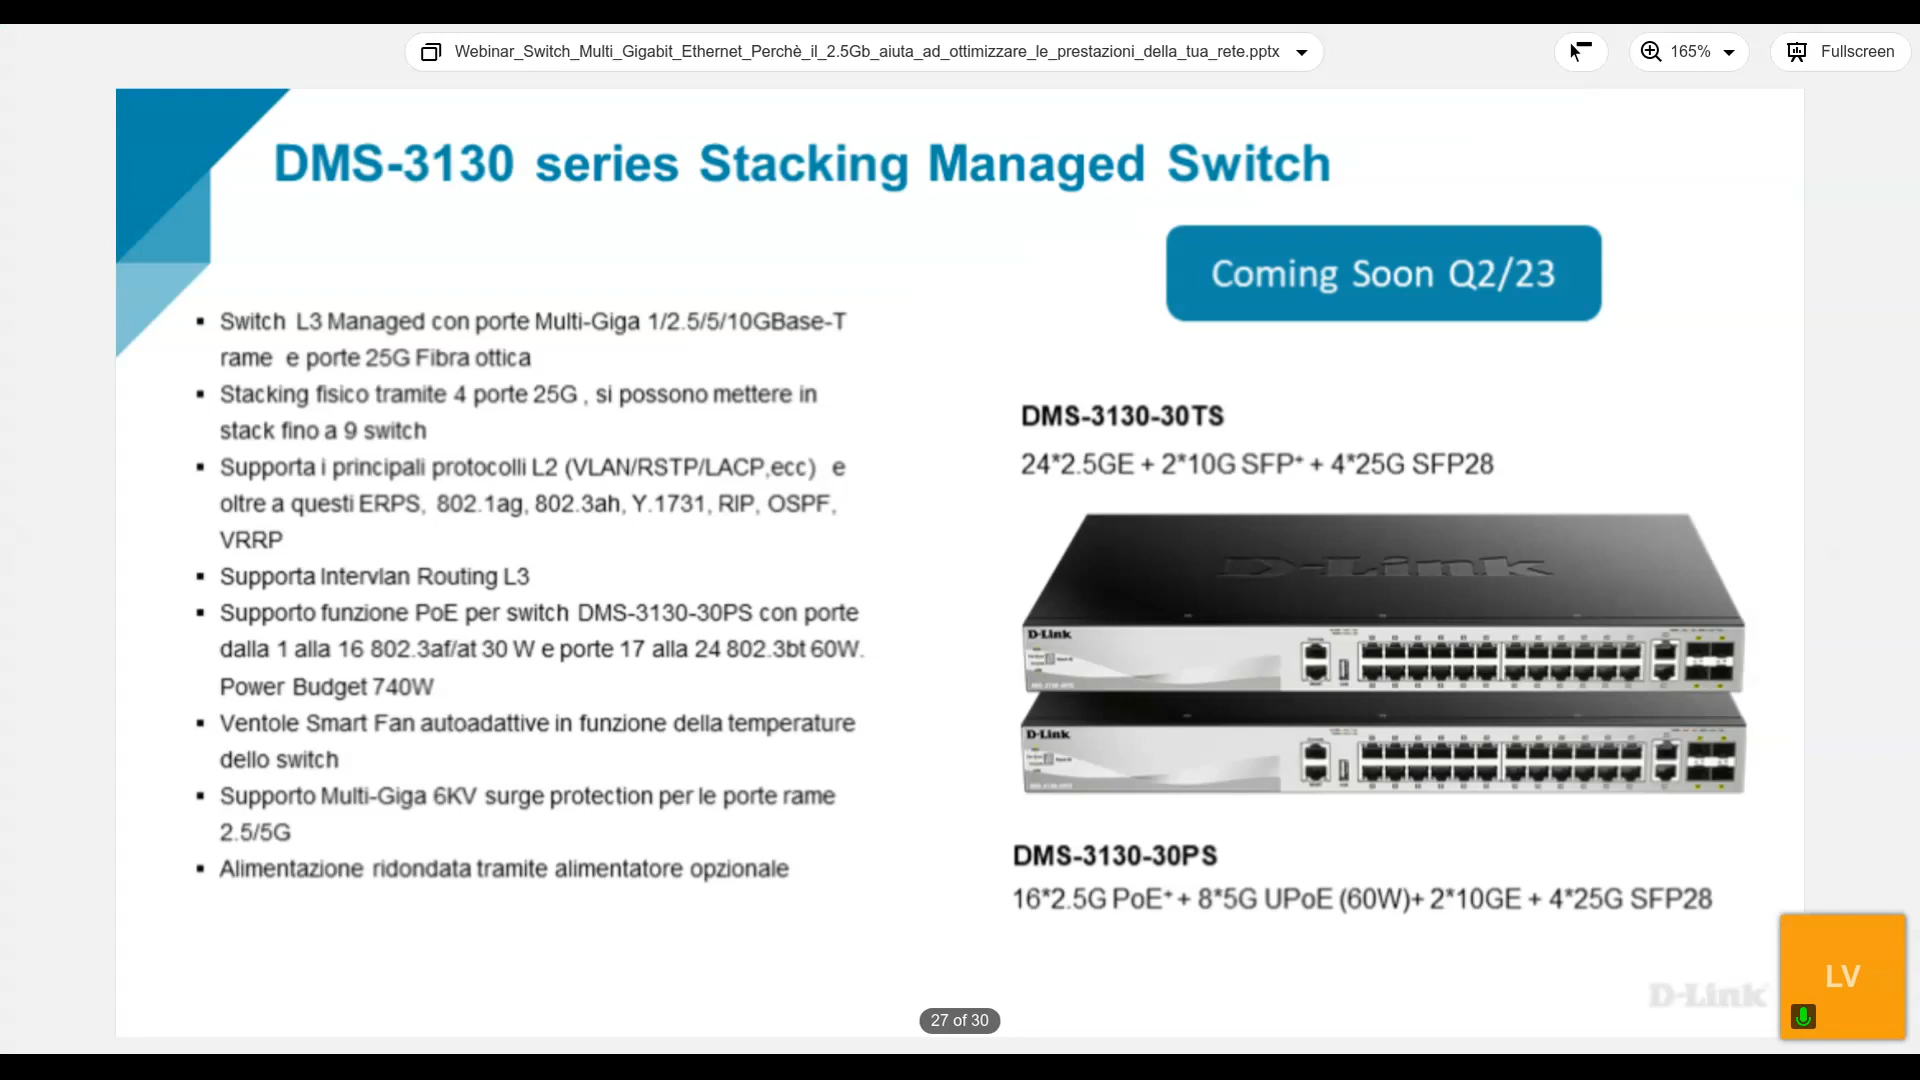 Webinar_Switch_Multi_Gigabit_Ethernet_Perchè_il_2.5Gb_aiuta_ad_ottimizzare_le_prestazioni_della_tua_rete.pptx
165%
Fullscreen
DMS-3130 series Stacking Managed Switch
Coming Soon Q2/23
▪ Switch L3 Managed con porte Multi-Giga 1/2.5/5/10GBase-T
rame e porte 25G Fibra ottica
▪ Stacking fisico tramite 4 porte 25G , si possono mettere in
stack fino a 9 switch
▪ Supporta i principali protocolli L2 (VLAN/RSTP/LACP,ecc) e
oltre a questi ERPS, 802.1ag, 802.3ah, Y.1731, RIP, OSPF,
VRRP
▪ Supporta Intervlan Routing L3
▪ Supporto funzione PoE per switch DMS-3130-30PS con porte
dalla 1 alla 16 802.3af/at 30 W e porte 17 alla 24 802.3bt 60W.
Power Budget 740W
▪ Ventole Smart Fan autoadattive in funzione della temperature
dello switch
▪ Supporto Multi-Giga 6KV surge protection per le porte rame
2.5/5G
▪ Alimentazione ridondata tramite alimentatore opzionale
DMS-3130-30TS
24*2.5GE + 2*10G SFP+ + 4*25G SFP28
D-Link
D-Link
D-Link
DMS-3130-30PS
16*2.5G PoE+ + 8*5G UPoE (60W)+ 2*10GE + 4*25G SFP28
D-Link
LV
27 of 30